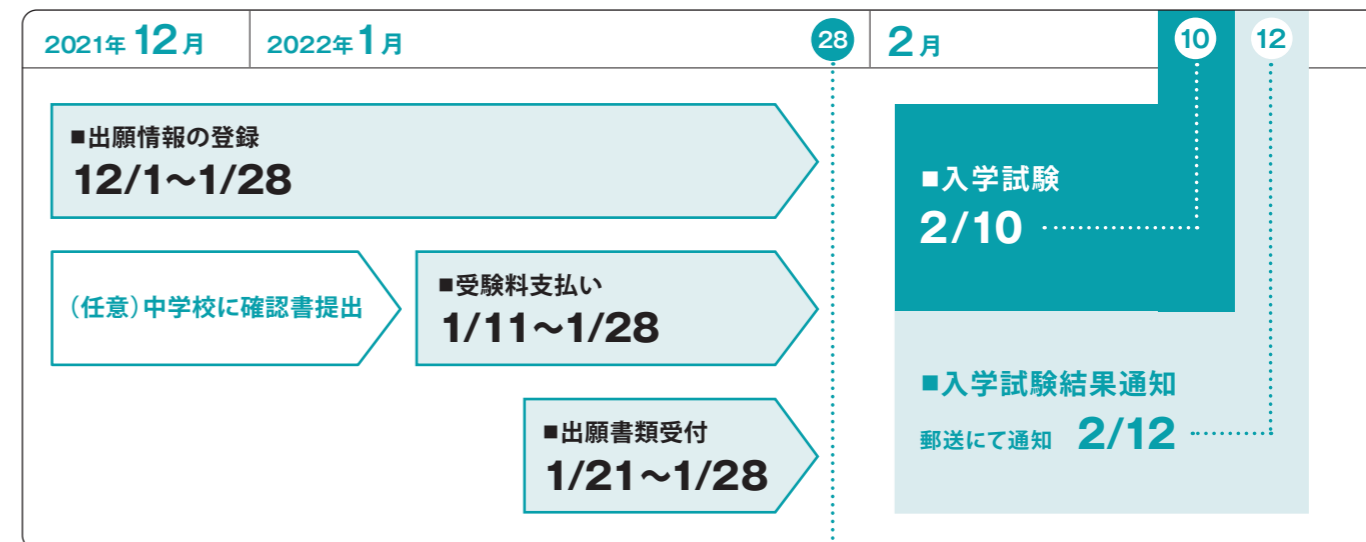 2021年 12月
2022年1月
28
2月
10
12
■出願情報の登録
12/1〜1/28
（任意）中学校に確認書提出
■受験料支払い
1/11〜1/28
■出願書類受付
1/21〜1/28
■入学試験
2/10
■入学試験結果通知
郵送にて通知 2/12